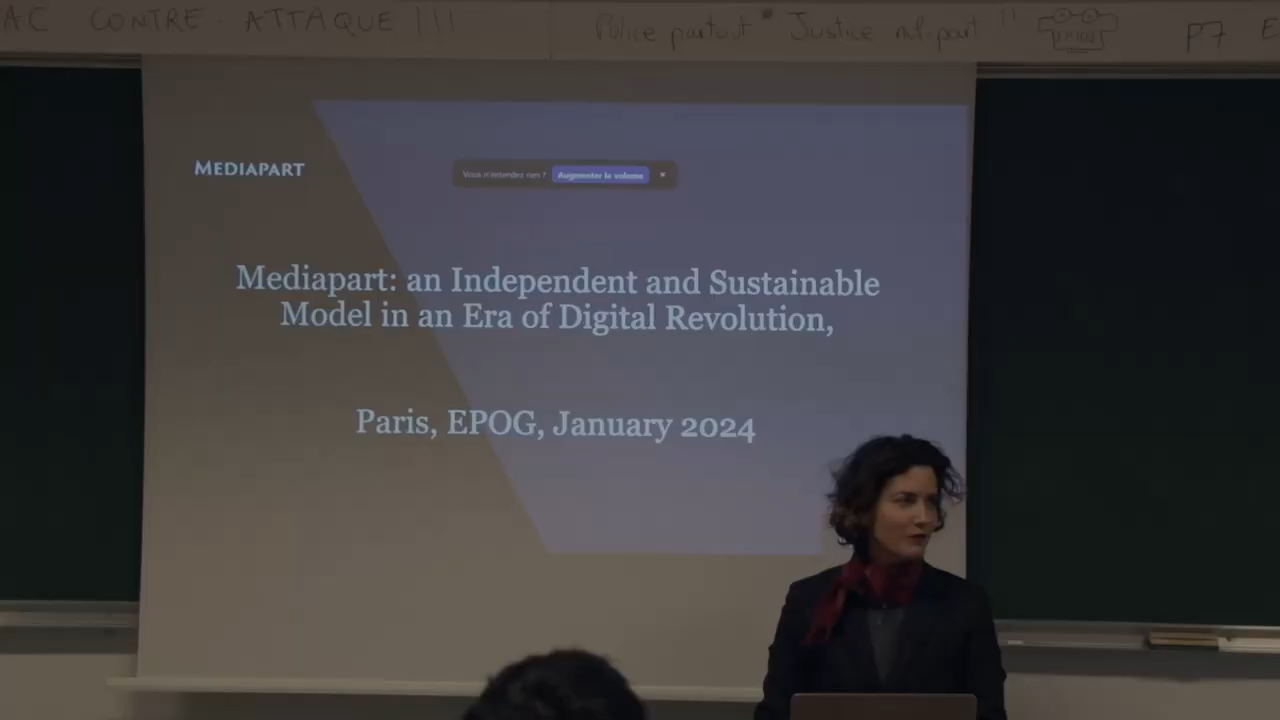 AC CONTRE-ATTAQUE !!!
Police partout Justice nul part !!
P7
MEDIAPART
Vous n'entendez rien ? Augmenter le volume ×
Mediapart: an Independent and Sustainable
Model in an Era of Digital Revolution,
Paris, EPOG, January 2024